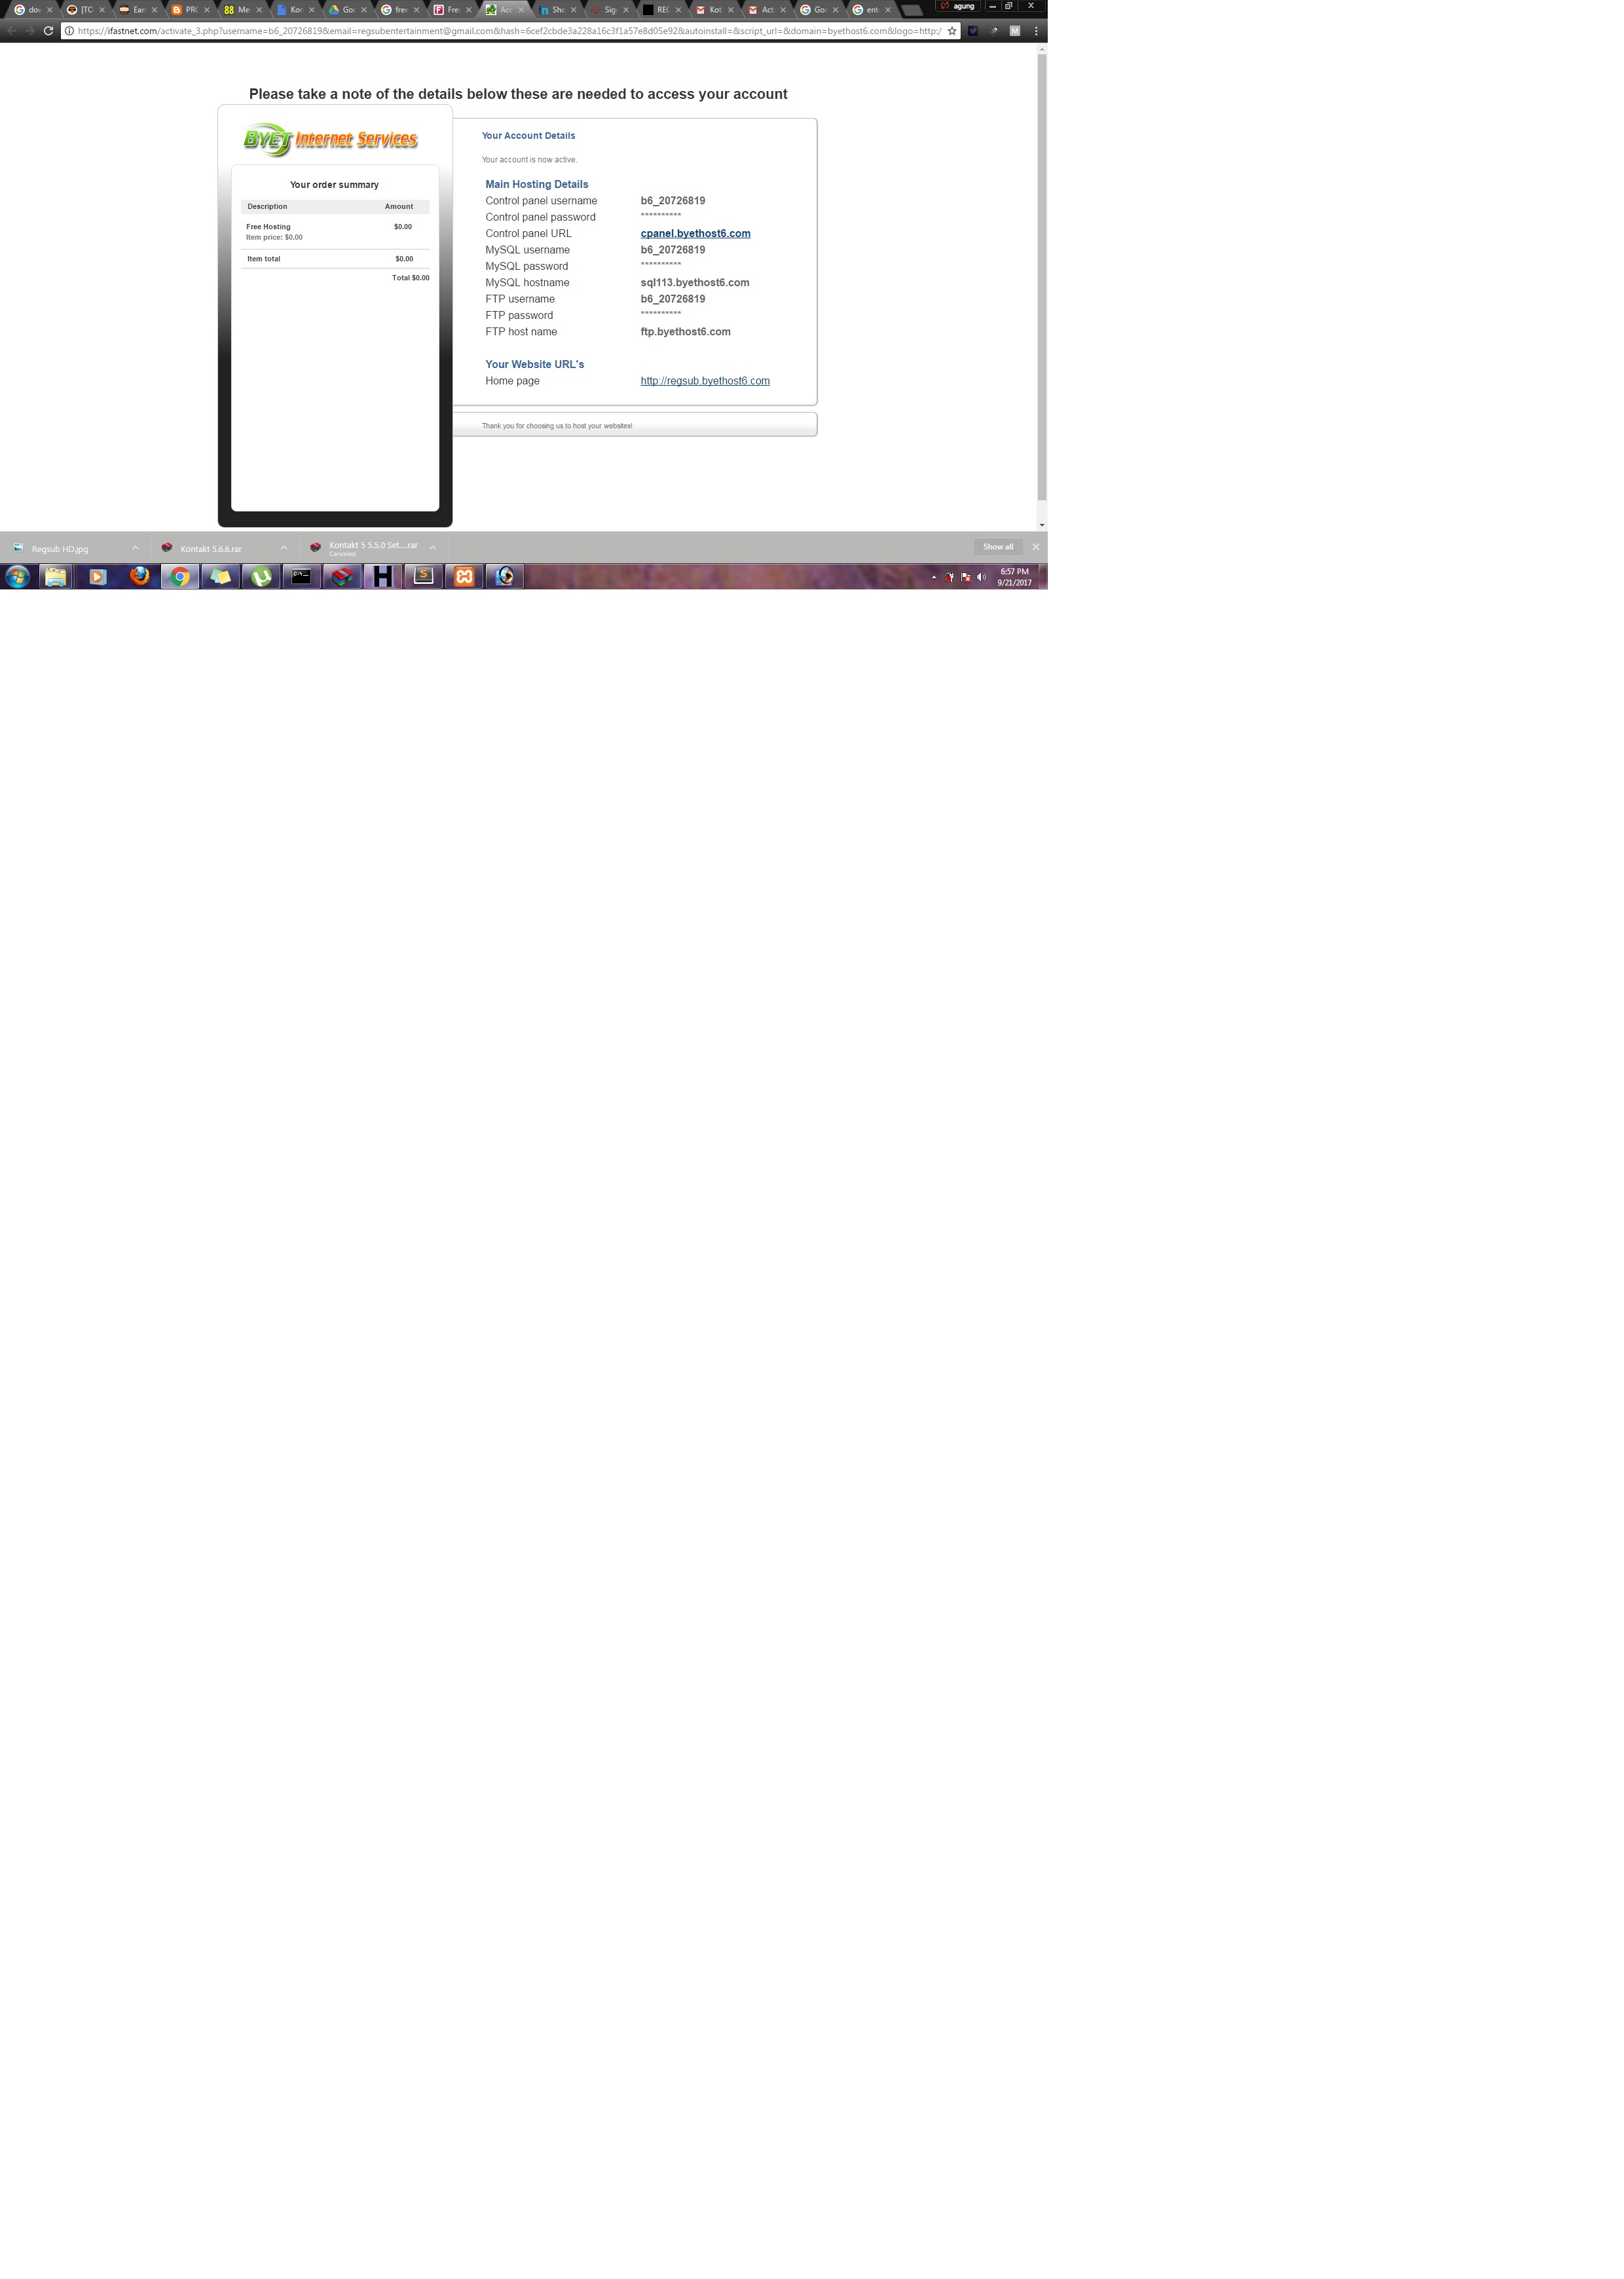 dov [TO Ear PRO Me Kor Goo free Free Acc Sho Sig REG Kot Act Goo ent agung
https://ifastnet.com/activate_3.php?username=b6_20726819&email=regsubentertainment@gmail.com&hash=6cef2cbde3a228a16c3f1a57e8d05e92&autoinstall=&script_url=&domain=byethost6.com&logo=http:/
Please take a note of the details below these are needed to access your account
BYET Internet Services
Your order summary
Description Amount
Free Hosting $0.00
Item price: $0.00
Item total $0.00
Total $0.00
Your Account Details
Your account is now active.
Main Hosting Details
Control panel username b6_20726819
Control panel password **********
Control panel URL cpanel.byethost6.com
MySQL username b6_20726819
MySQL password **********
MySQL hostname sql113.byethost6.com
FTP username b6_20726819
FTP password **********
FTP host name ftp.byethost6.com
Your Website URL's
Home page http://regsub.byethost6.com
Thank you for choosing us to host your websites!
Regsub HD.jpg Kontakt 5.6.6.rar Kontakt 5 5.5.0 Set....rar Show all
Canceled
6:57 PM
9/21/2017